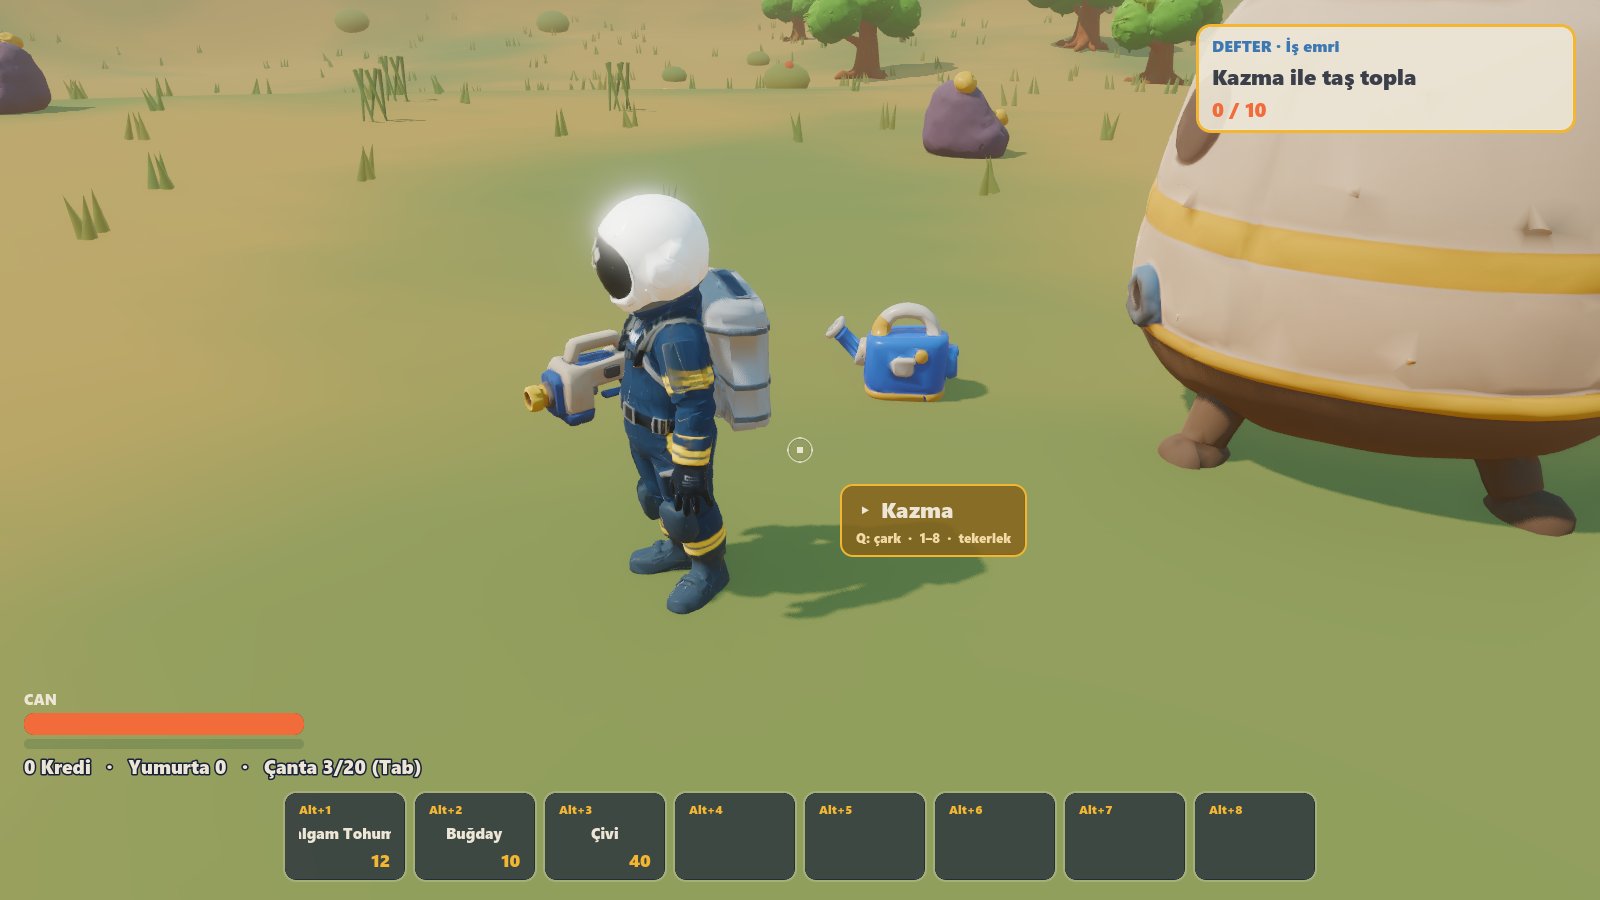 DEFTER · İş emri
Kazma ile taş topla
0 / 10
▸ Kazma
Q: çark · 1–8 · tekerlek
CAN
0 Kredi · Yumurta 0 · Çanta 3/20 (Tab)
Alt+1 Alt+2 Alt+3 Alt+4 Alt+5 Alt+6 Alt+7 Alt+8
lgam Tohum Buğday Çivi
12 10 40